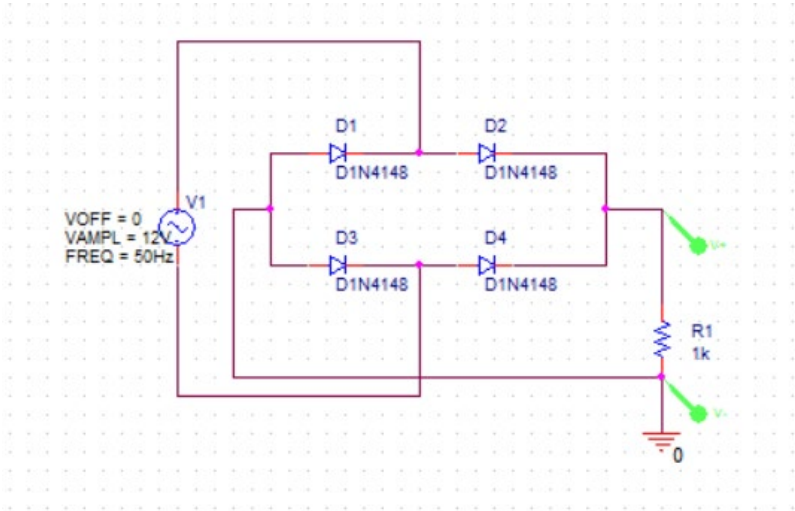 D1
D1N4148
D2
D1N4148
V1
VOFF = 0
VAMPL = 12V
FREQ = 50Hz
D3
D1N4148
D4
D1N4148
V+
R1
1k
V-
0